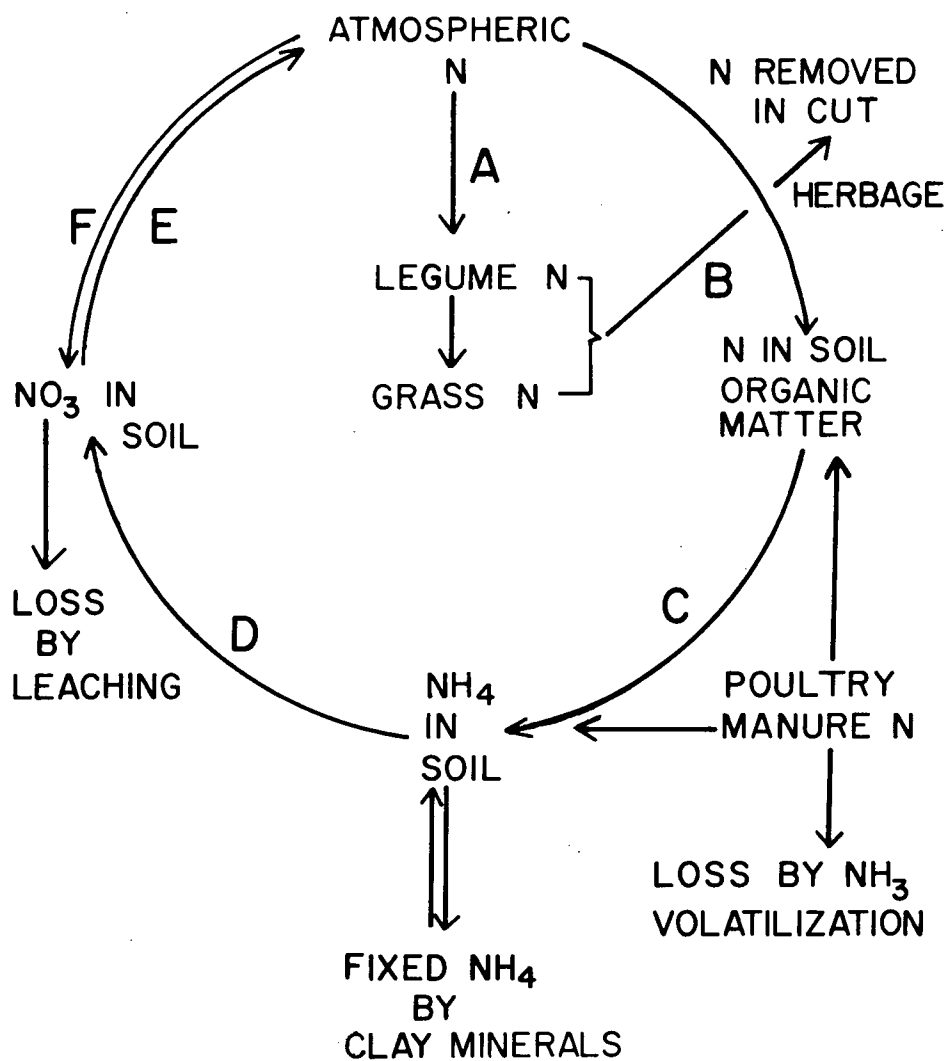 ATMOSPHERIC
N
N REMOVED
IN CUT
HERBAGE
A
F
E
B
LEGUME N
GRASS N
N IN SOIL
ORGANIC
MATTER
NO₃ IN
SOIL
LOSS
BY
LEACHING
D
C
NH₄
IN
SOIL
POULTRY
MANURE N
LOSS BY NH₃
VOLATILIZATION
FIXED NH₄
BY
CLAY MINERALS